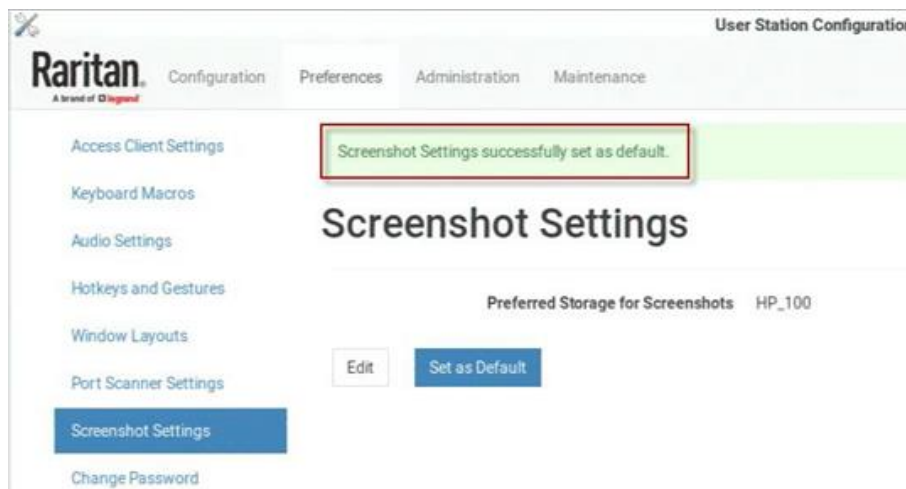 User Station Configuration
Raritan.
A brand of legrand
Configuration
Preferences
Administration
Maintenance
Access Client Settings
Keyboard Macros
Audio Settings
Hotkeys and Gestures
Window Layouts
Port Scanner Settings
Screenshot Settings
Change Password
Screenshot Settings successfully set as default.
Screenshot Settings
Preferred Storage for Screenshots HP_100
Edit
Set as Default